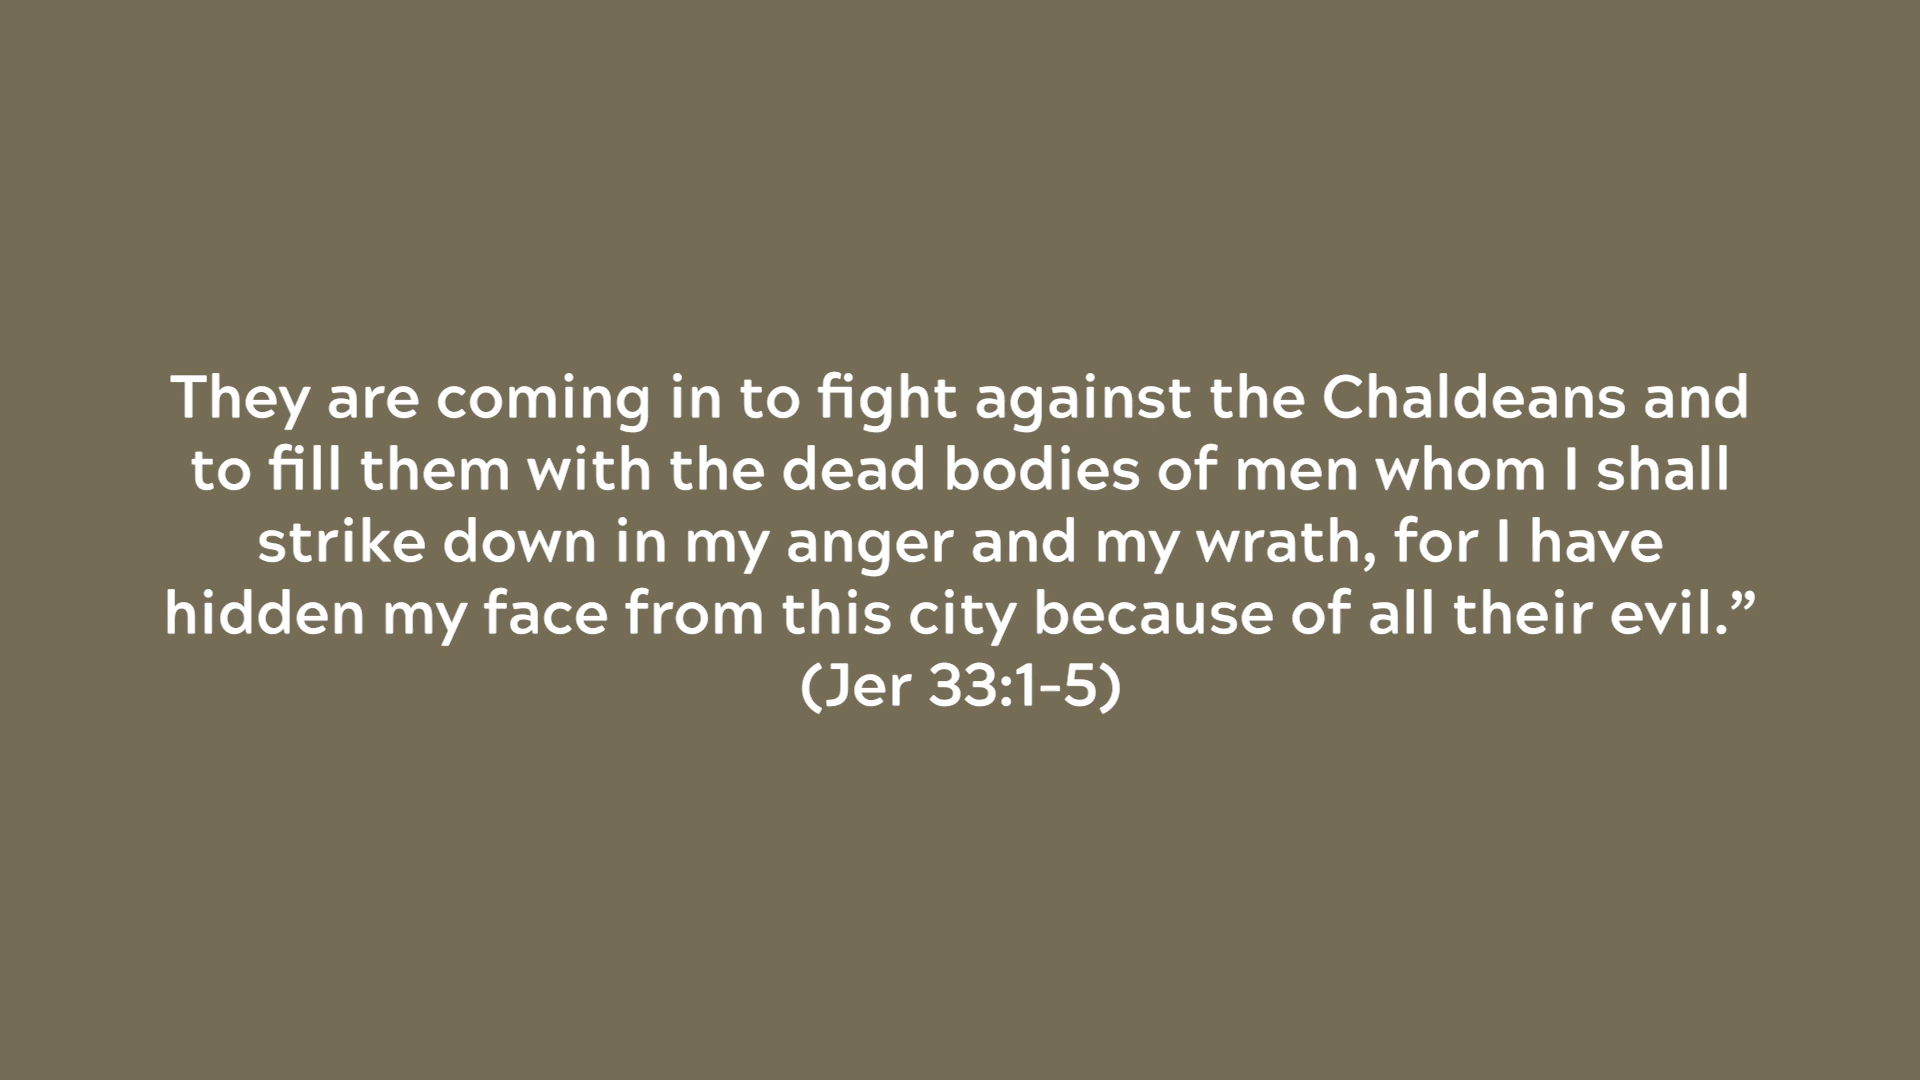 They are coming in to fight against the Chaldeans and
to fill them with the dead bodies of men whom I shall
strike down in my anger and my wrath, for I have
hidden my face from this city because of all their evil.”
(Jer 33:1-5)